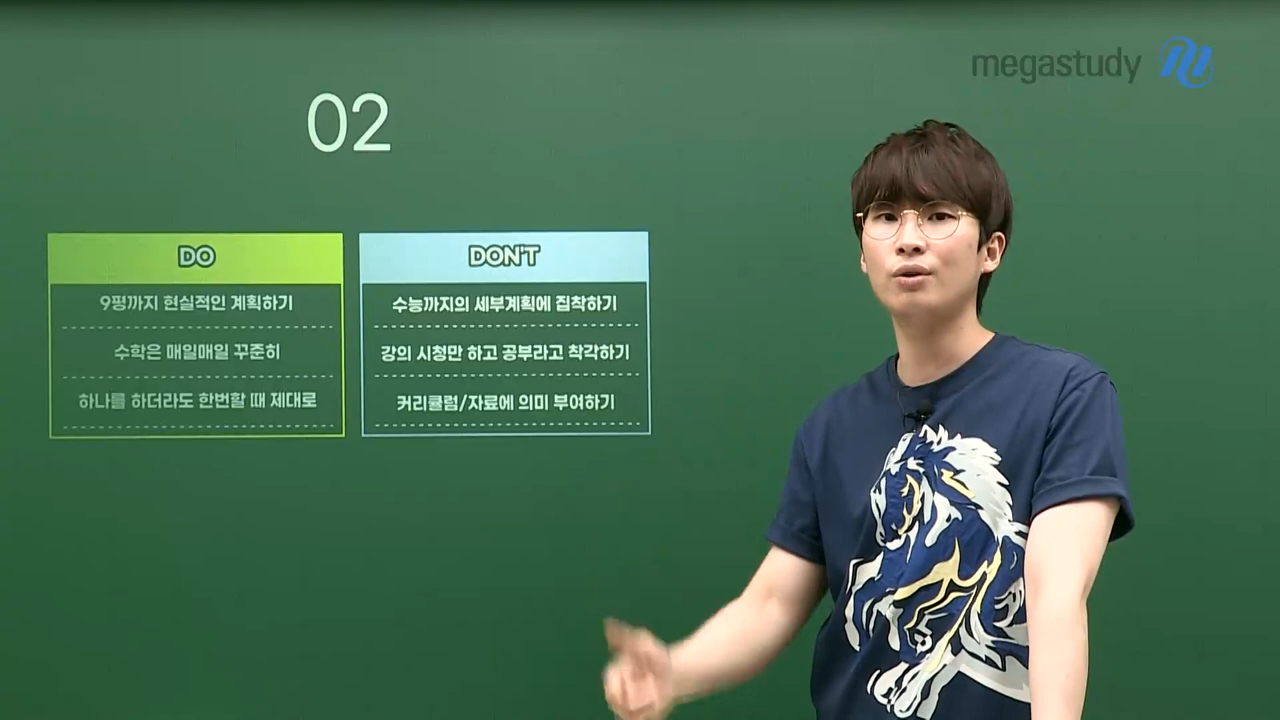 megastudy
02
DO
9평까지 현실적인 계획하기
수학은 매일매일 꾸준히
하나를 하더라도 한번할 때 제대로
DON'T
수능까지의 세부계획에 집착하기
강의 시청만 하고 공부라고 착각하기
커리큘럼/자료에 의미 부여하기